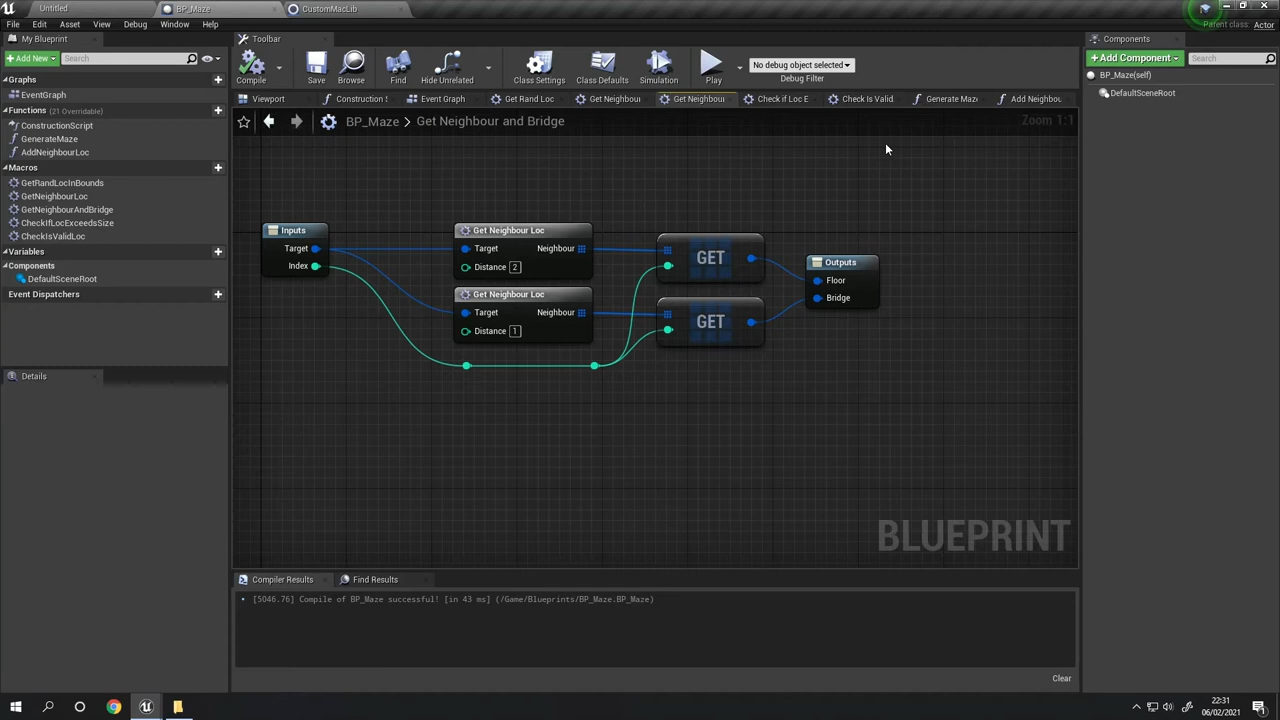 Untitled
BP_Maze
CustomMacLib
File
Edit
Asset
View
Debug
Window
Help
Parent class: Actor
My Blueprint
Toolbar
Components
Add New
Search
Compile
Save
Browse
Find
Hide Unrelated
Class Settings
Class Defaults
Simulation
Play
No debug object selected
Debug Filter
Add Component
Search
BP_Maze(self)
DefaultSceneRoot
Graphs
EventGraph
Functions (21 Overridable)
ConstructionScript
GenerateMaze
AddNeighbourLoc
Macros
GetRandLocInBounds
GetNeighbourLoc
GetNeighbourAndBridge
CheckIfLocExceedsSize
CheckIsValidLoc
Variables
Components
DefaultSceneRoot
Event Dispatchers
Details
Viewport
Construction S
Event Graph
Get Rand Loc
Get Neighbou
Get Neighbou
Check if Loc E
Check Is Valid
Generate Maze
Add Neighbou
BP_Maze > Get Neighbour and Bridge
Zoom 1:1
Inputs
Target
Index
Get Neighbour Loc
Target
Neighbour
Distance 2
Get Neighbour Loc
Target
Neighbour
Distance 1
GET
GET
Outputs
Floor
Bridge
BLUEPRINT
Compiler Results
Find Results
[5046.76] Compile of BP_Maze successful! [in 43 ms] (/Game/Blueprints/BP_Maze.BP_Maze)
Clear
22:31
06/02/2021